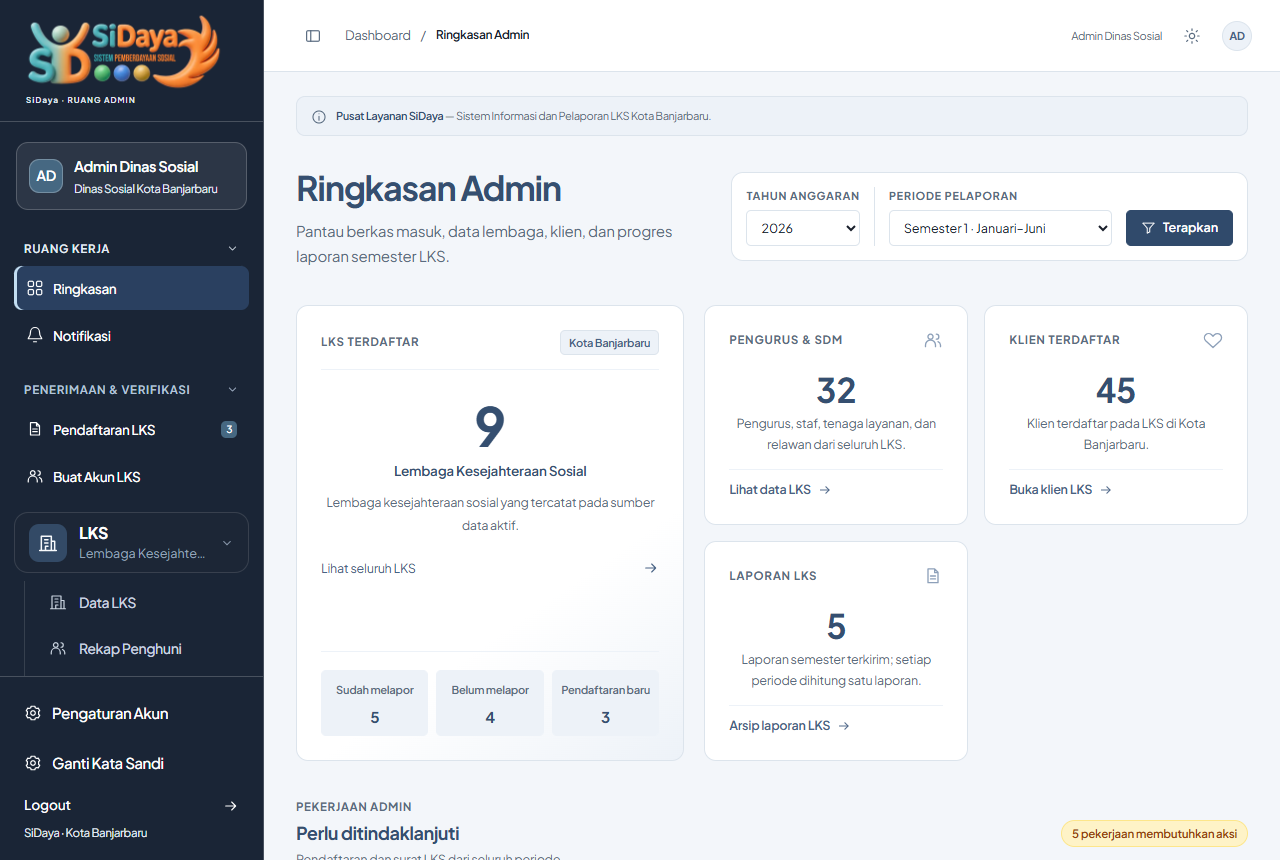 SiDaya
SISTEM PEMBERDAYAAN SOSIAL
SD
SiDaya · RUANG ADMIN
AD
Admin Dinas Sosial
Dinas Sosial Kota Banjarbaru
RUANG KERJA
Ringkasan
Notifikasi
PENERIMAAN & VERIFIKASI
Pendaftaran LKS 3
Buat Akun LKS
LKS
Lembaga Kesejahte...
Data LKS
Rekap Penghuni
Pengaturan Akun
Ganti Kata Sandi
Logout
SiDaya · Kota Banjarbaru
Dashboard / Ringkasan Admin
Admin Dinas Sosial AD
Pusat Layanan SiDaya — Sistem Informasi dan Pelaporan LKS Kota Banjarbaru.
Ringkasan Admin
Pantau berkas masuk, data lembaga, klien, dan progres
laporan semester LKS.
TAHUN ANGGARAN
2026
PERIODE PELAPORAN
Semester 1 · Januari–Juni
Terapkan
LKS TERDAFTAR
Kota Banjarbaru
9
Lembaga Kesejahteraan Sosial
Lembaga kesejahteraan sosial yang tercatat pada sumber
data aktif.
Lihat seluruh LKS
Sudah melapor
5
Belum melapor
4
Pendaftaran baru
3
PENGURUS & SDM
32
Pengurus, staf, tenaga layanan, dan
relawan dari seluruh LKS.
Lihat data LKS
KLIEN TERDAFTAR
45
Klien terdaftar pada LKS di Kota
Banjarbaru.
Buka klien LKS
LAPORAN LKS
5
Laporan semester terkirim; setiap
periode dihitung satu laporan.
Arsip laporan LKS
PEKERJAAN ADMIN
Perlu ditindaklanjuti
5 pekerjaan membutuhkan aksi
Pendaftaran dan surat LKS dari seluruh periode.